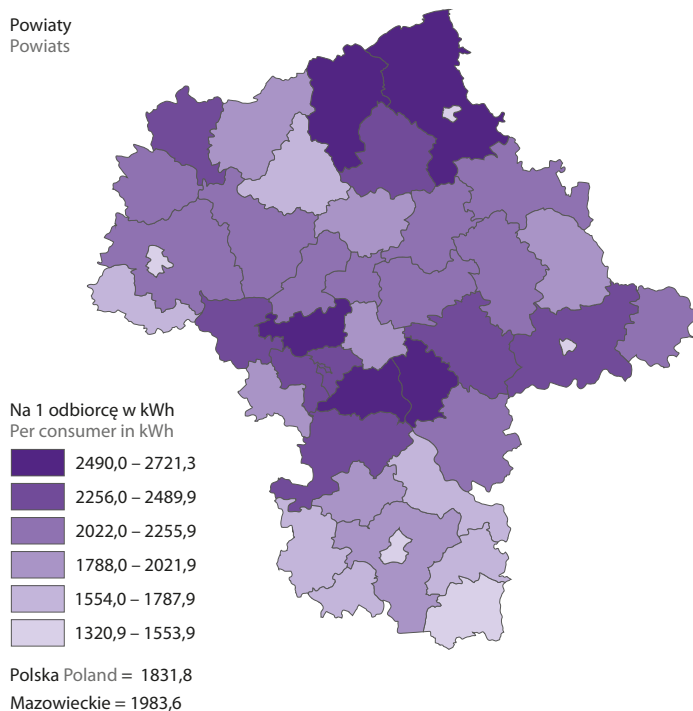 Powiaty
Powiats
Na 1 odbiorcę w kWh
Per consumer in kWh
2490,0 – 2721,3
2256,0 – 2489,9
2022,0 – 2255,9
1788,0 – 2021,9
1554,0 – 1787,9
1320,9 – 1553,9
Polska Poland = 1831,8
Mazowieckie = 1983,6